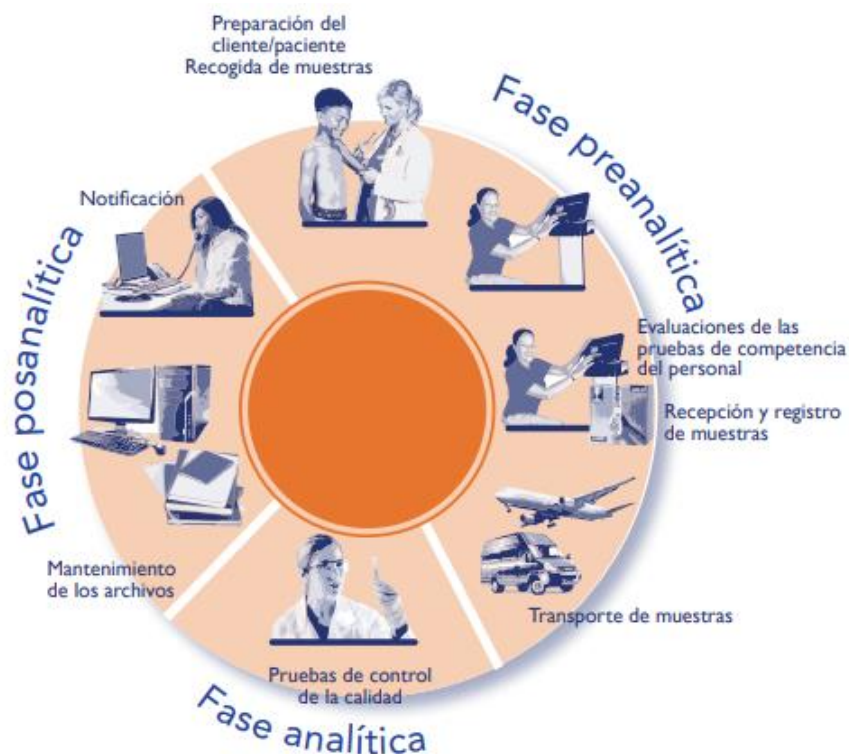 Preparación del
cliente/paciente
Recogida de muestras
Fase preanalítica
Evaluaciones de las
pruebas de competencia
del personal
Recepción y registro
de muestras
Transporte de muestras
Pruebas de control
de la calidad
Fase analítica
Mantenimiento
de los archivos
Fase posanalítica
Notificación